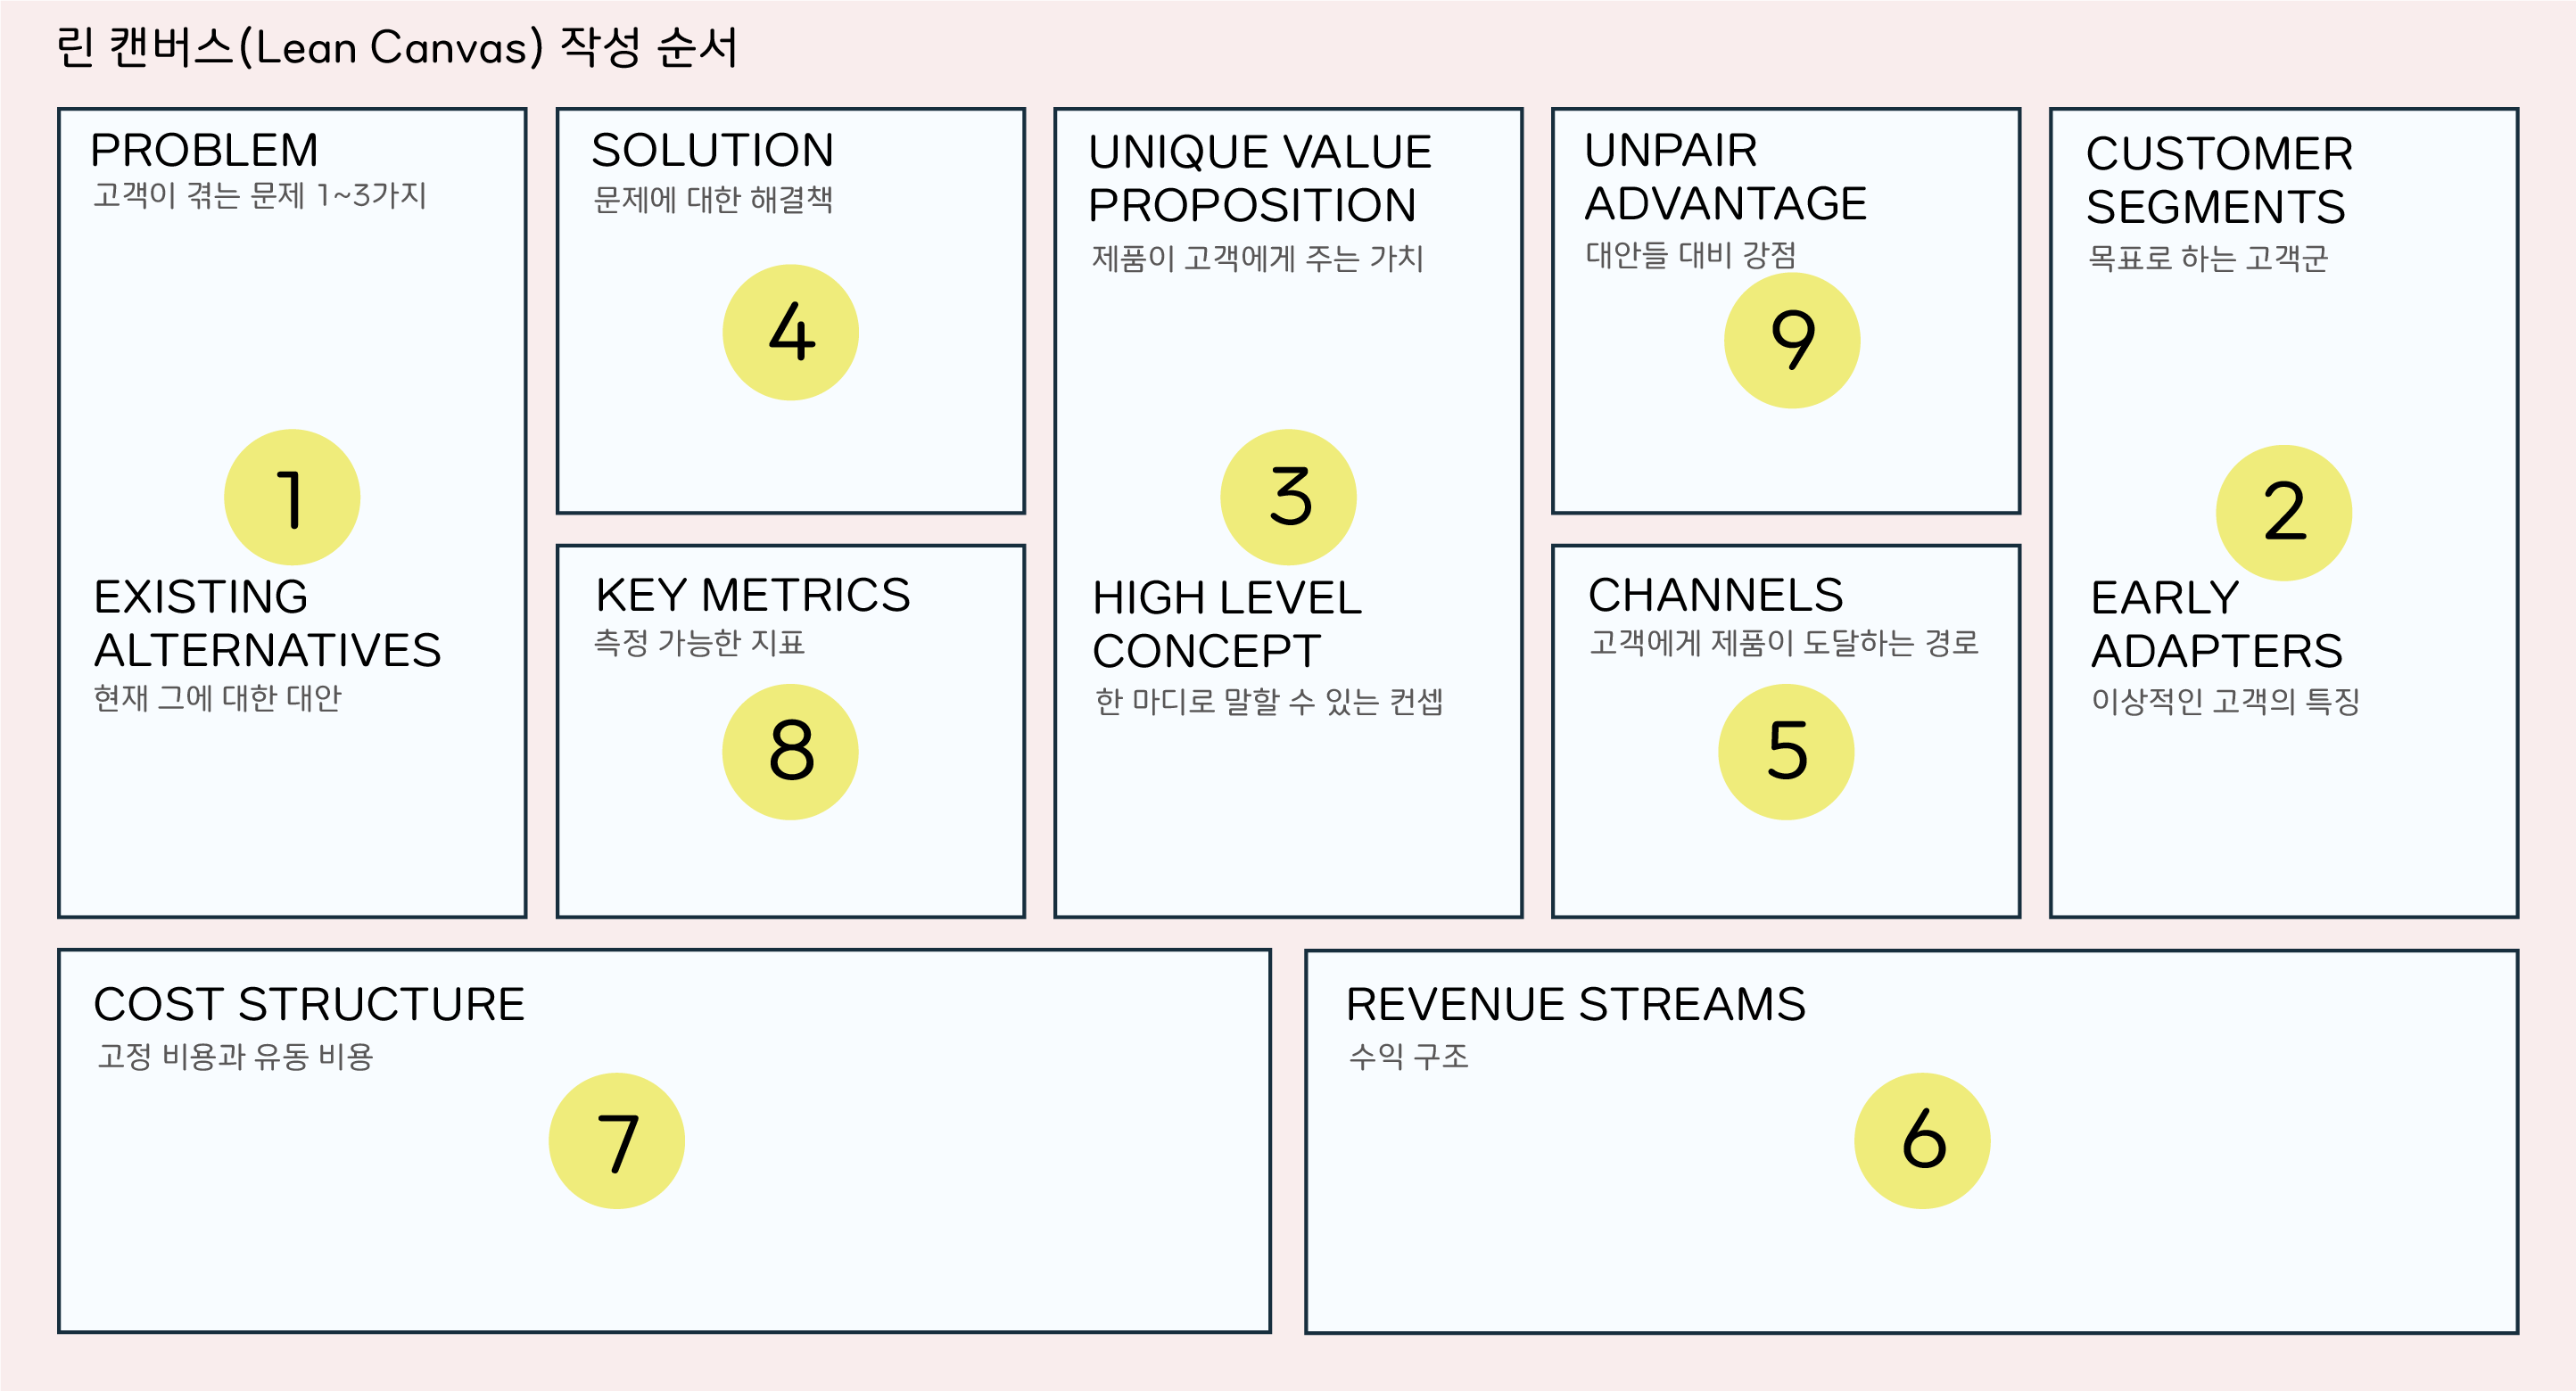 린 캔버스(Lean Canvas) 작성 순서
PROBLEM
고객이 겪는 문제 1~3가지
1
EXISTING
ALTERNATIVES
현재 그에 대한 대안
SOLUTION
문제에 대한 해결책
4
KEY METRICS
측정 가능한 지표
8
UNIQUE VALUE
PROPOSITION
제품이 고객에게 주는 가치
3
HIGH LEVEL
CONCEPT
한 마디로 말할 수 있는 컨셉
UNPAIR
ADVANTAGE
대안들 대비 강점
9
CHANNELS
고객에게 제품이 도달하는 경로
5
CUSTOMER
SEGMENTS
목표로 하는 고객군
2
EARLY
ADAPTERS
이상적인 고객의 특징
COST STRUCTURE
고정 비용과 유동 비용
7
REVENUE STREAMS
수익 구조
6